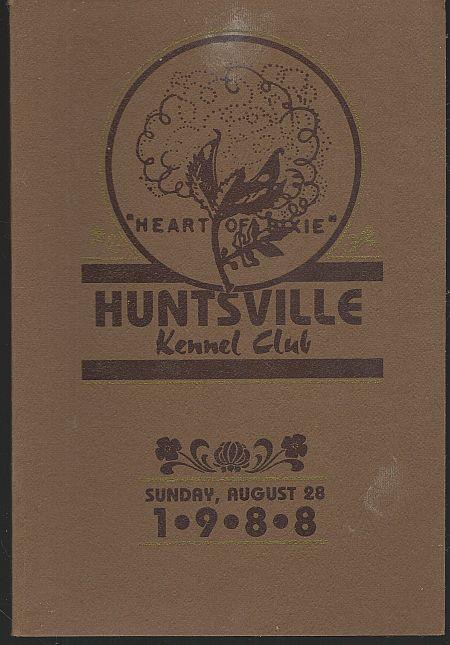 "HEART OF DIXIE"
HUNTSVILLE
Kennel Club
SUNDAY, AUGUST 28
1•9•8•8